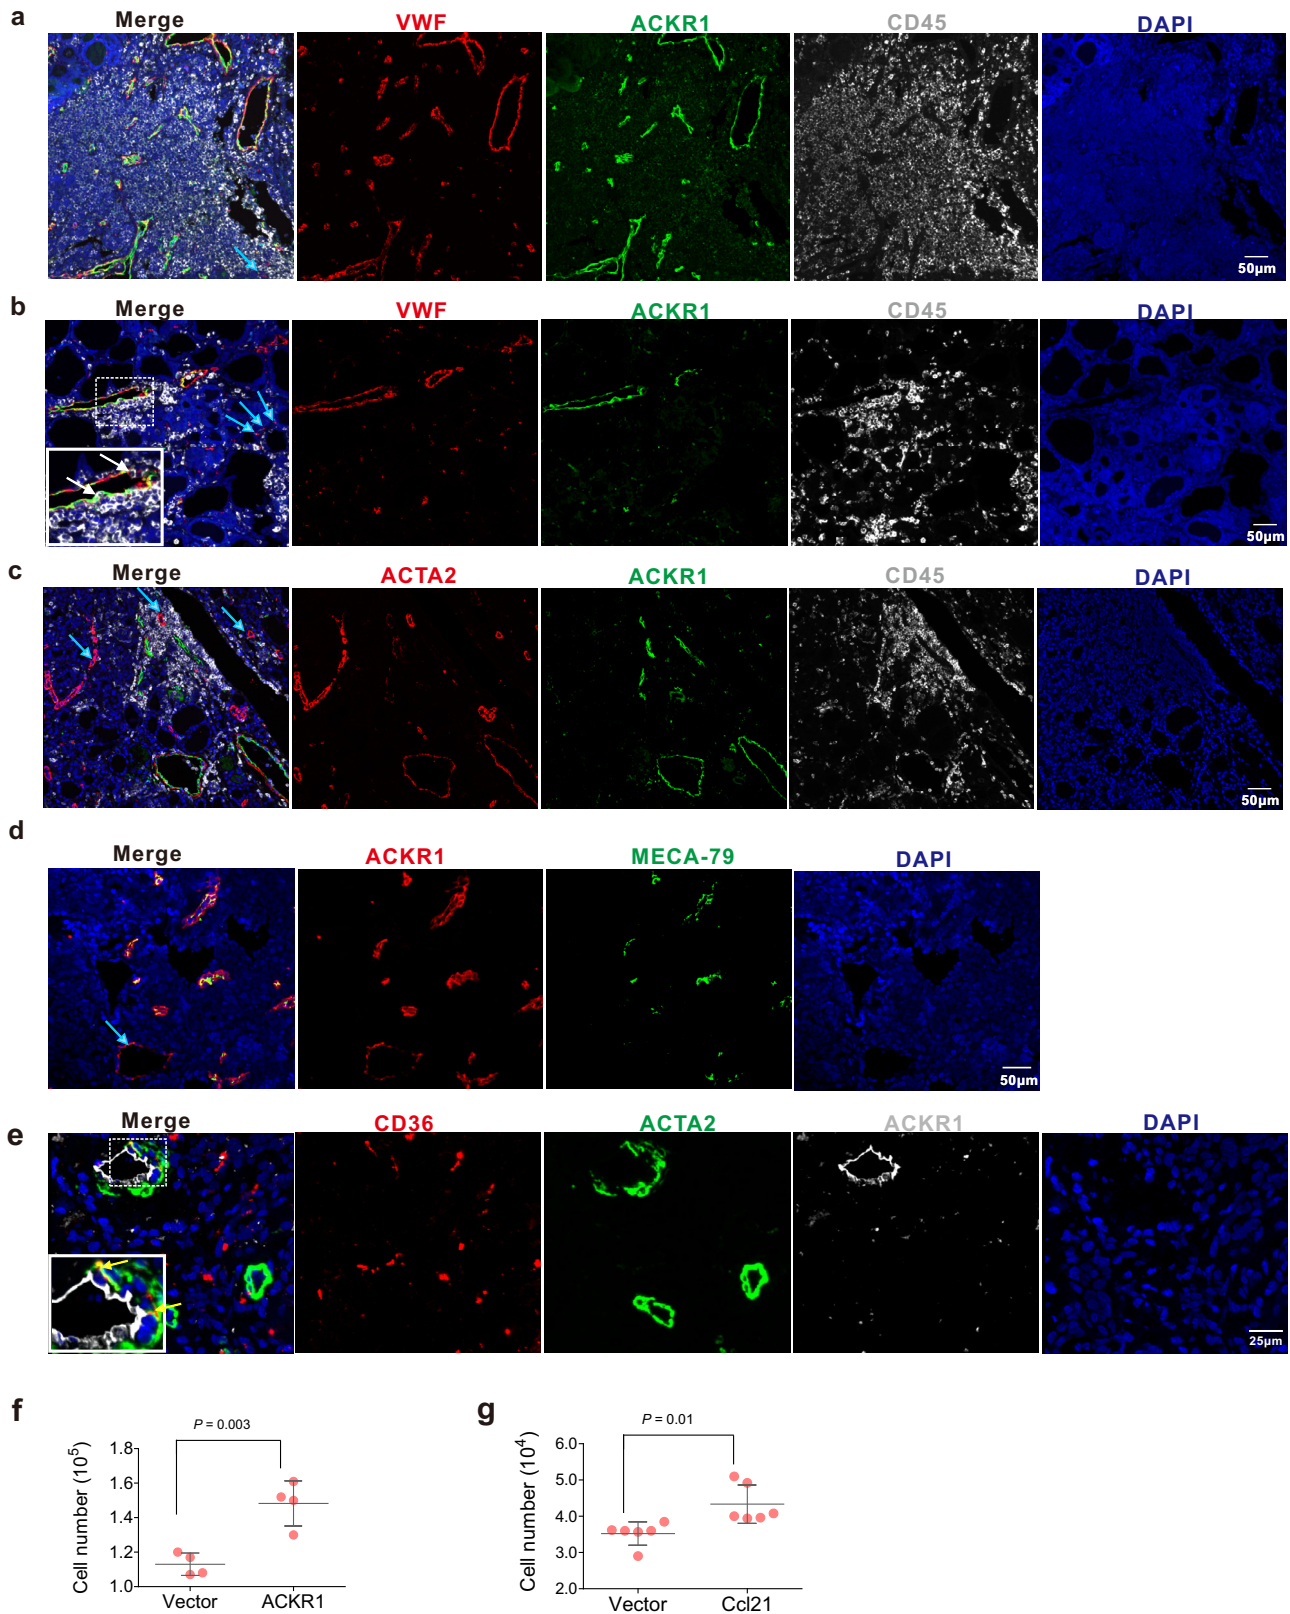 a
Merge VWF ACKR1 CD45 DAPI
50µm
b
Merge VWF ACKR1 CD45 DAPI
50µm
c
Merge ACTA2 ACKR1 CD45 DAPI
50µm
d
Merge ACKR1 MECA-79 DAPI
50µm
e
Merge CD36 ACTA2 ACKR1 DAPI
25µm
f
P = 0.003
Cell number (10⁵)
1.8
1.6
1.4
1.2
1.0
Vector ACKR1
g
P = 0.01
Cell number (10⁴)
6.0
5.0
4.0
3.0
2.0
Vector Ccl21